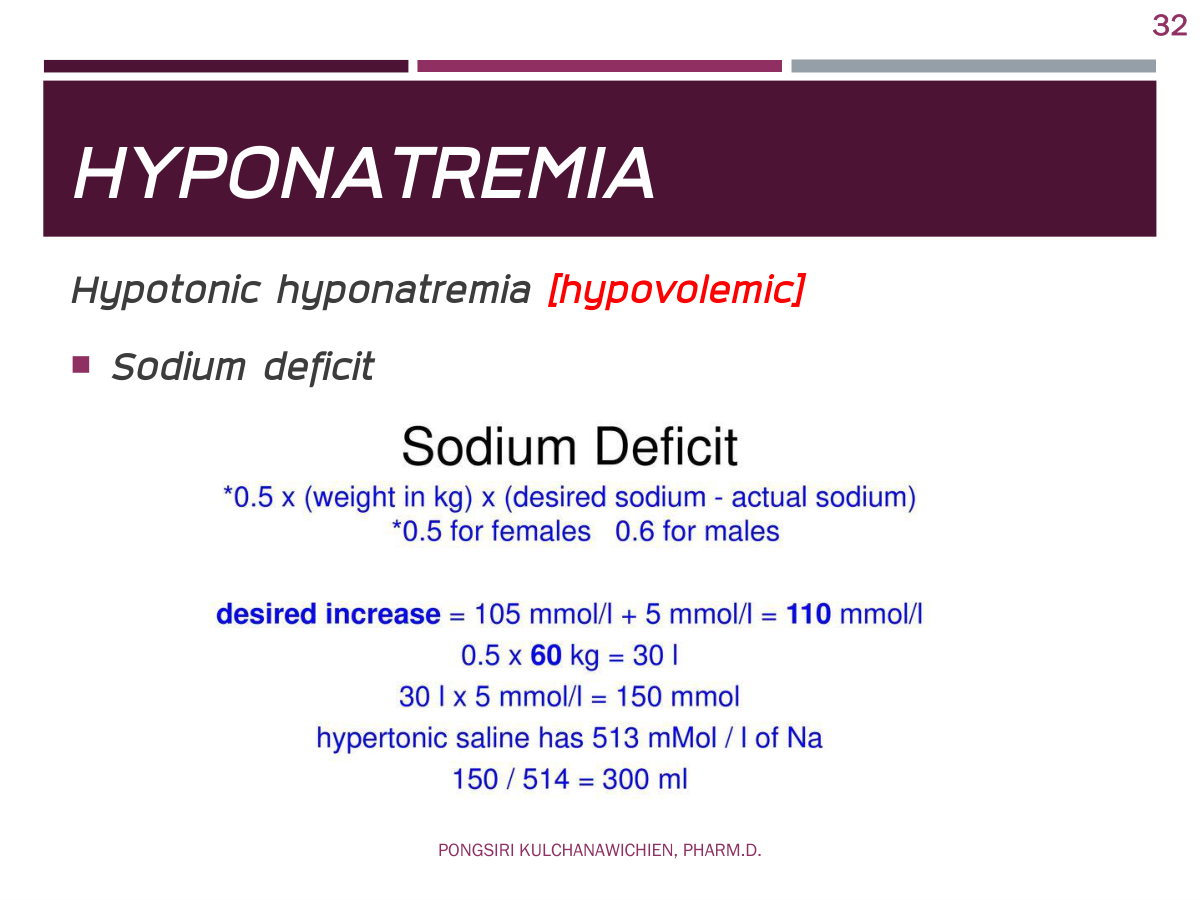 32
HYPONATREMIA
Hypotonic hyponatremia [hypovolemic]
Sodium deficit
Sodium Deficit
*0.5 x (weight in kg) x (desired sodium - actual sodium)
*0.5 for females 0.6 for males
desired increase = 105 mmol/l + 5 mmol/l = 110 mmol/l
0.5 x 60 kg = 30 l
30 l x 5 mmol/l = 150 mmol
hypertonic saline has 513 mMol / l of Na
150 / 514 = 300 ml
PONGSIRI KULCHANAWICHIEN, PHARM.D.